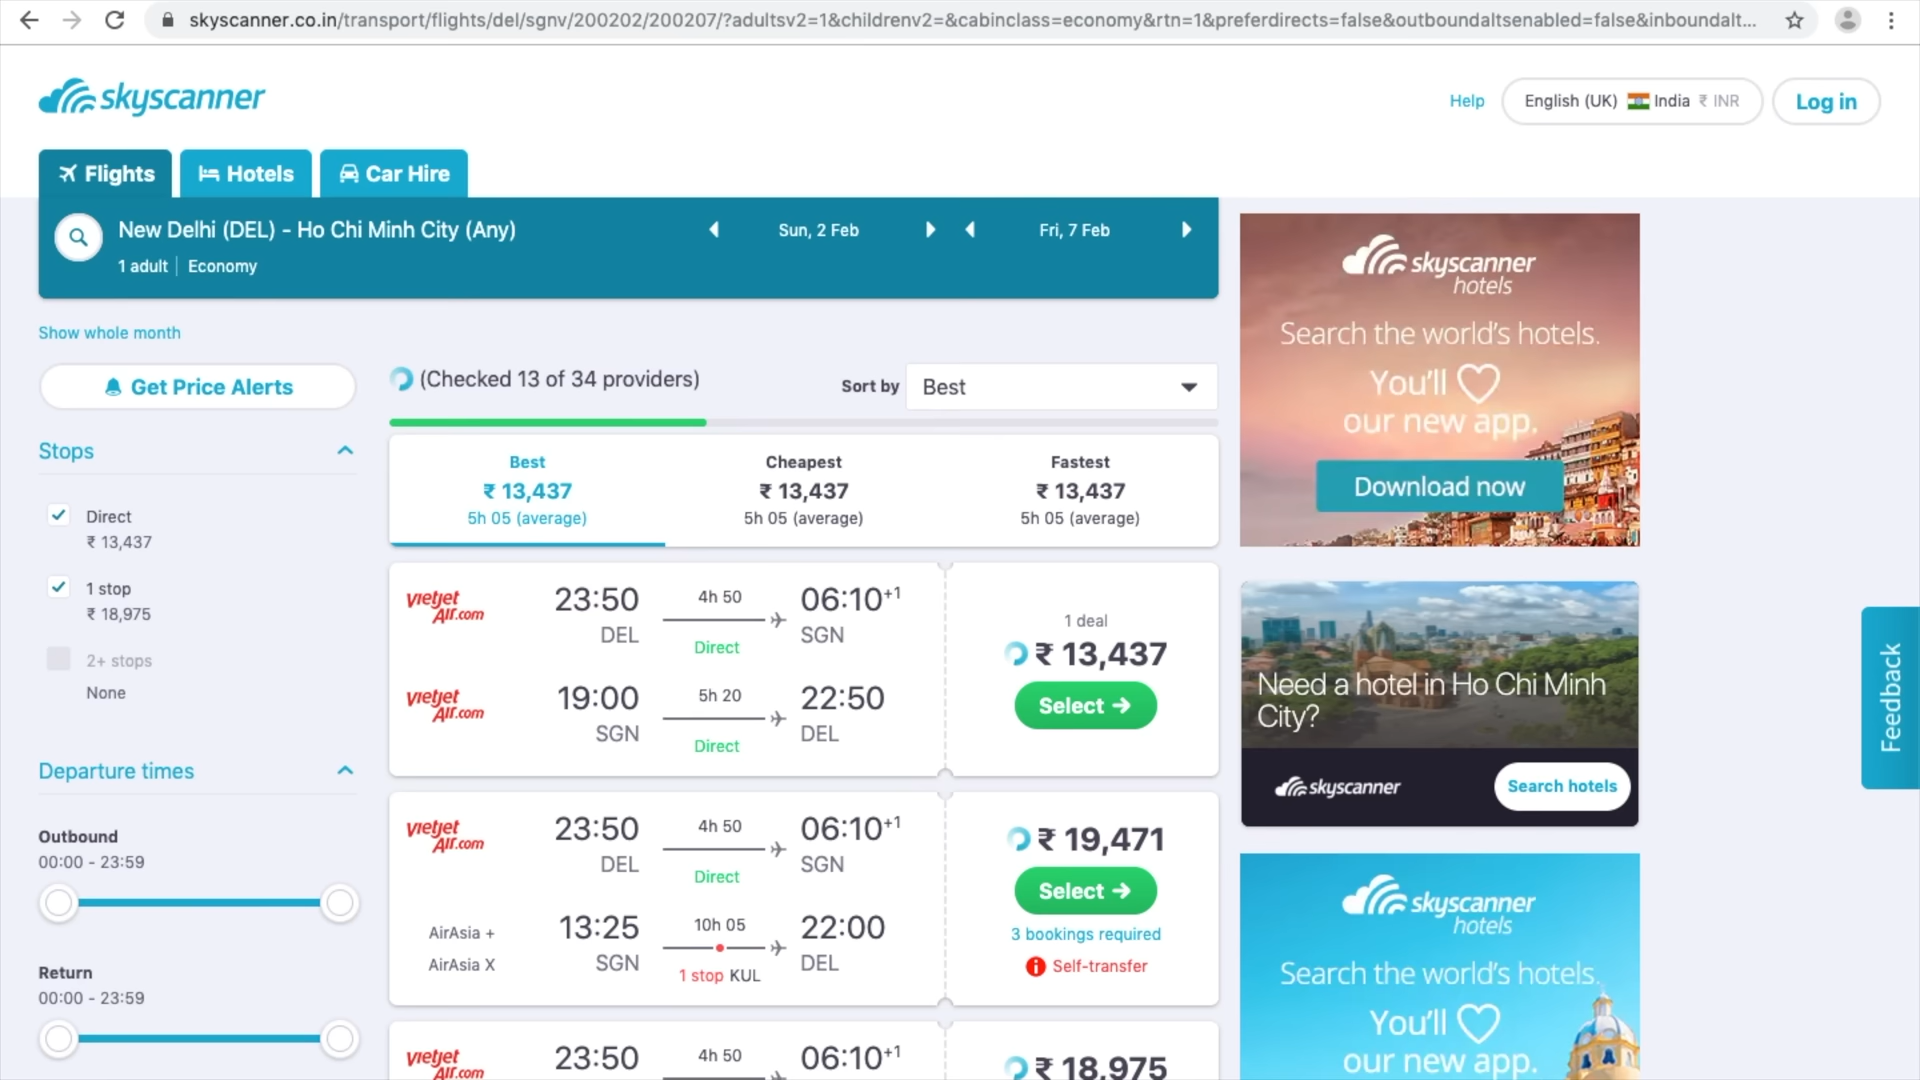 skyscanner.co.in/transport/flights/del/sgnv/200202/200207/?adultsv2=1&childrenv2=&cabinclass=economy&rtn=1&preferdirects=false&outboundaltsenabled=false&inboundalt...
skyscanner
Help
English (UK) India ₹ INR
Log in
Flights
Hotels
Car Hire
New Delhi (DEL) - Ho Chi Minh City (Any)
Sun, 2 Feb
Fri, 7 Feb
1 adult | Economy
Show whole month
Get Price Alerts
(Checked 13 of 34 providers)
Sort by
Best
Stops
Direct
₹ 13,437
1 stop
₹ 18,975
2+ stops
None
Departure times
Outbound
00:00 - 23:59
Return
00:00 - 23:59
Best
₹ 13,437
5h 05 (average)
Cheapest
₹ 13,437
5h 05 (average)
Fastest
₹ 13,437
5h 05 (average)
vietjet Air.com
23:50
DEL
4h 50
Direct
06:10+1
SGN
vietjet Air.com
19:00
SGN
5h 20
Direct
22:50
DEL
1 deal
₹ 13,437
Select →
vietjet Air.com
23:50
DEL
4h 50
Direct
06:10+1
SGN
AirAsia +
AirAsia X
13:25
SGN
10h 05
1 stop KUL
22:00
DEL
₹ 19,471
Select →
3 bookings required
Self-transfer
vietjet Air.com
23:50
4h 50
06:10+1
₹ 18,975
skyscanner
hotels
Search the world's hotels.
You'll
our new app.
Download now
Need a hotel in Ho Chi Minh
City?
skyscanner
Search hotels
skyscanner
hotels
Search the world's hotels.
You'll
our new app.
Feedback